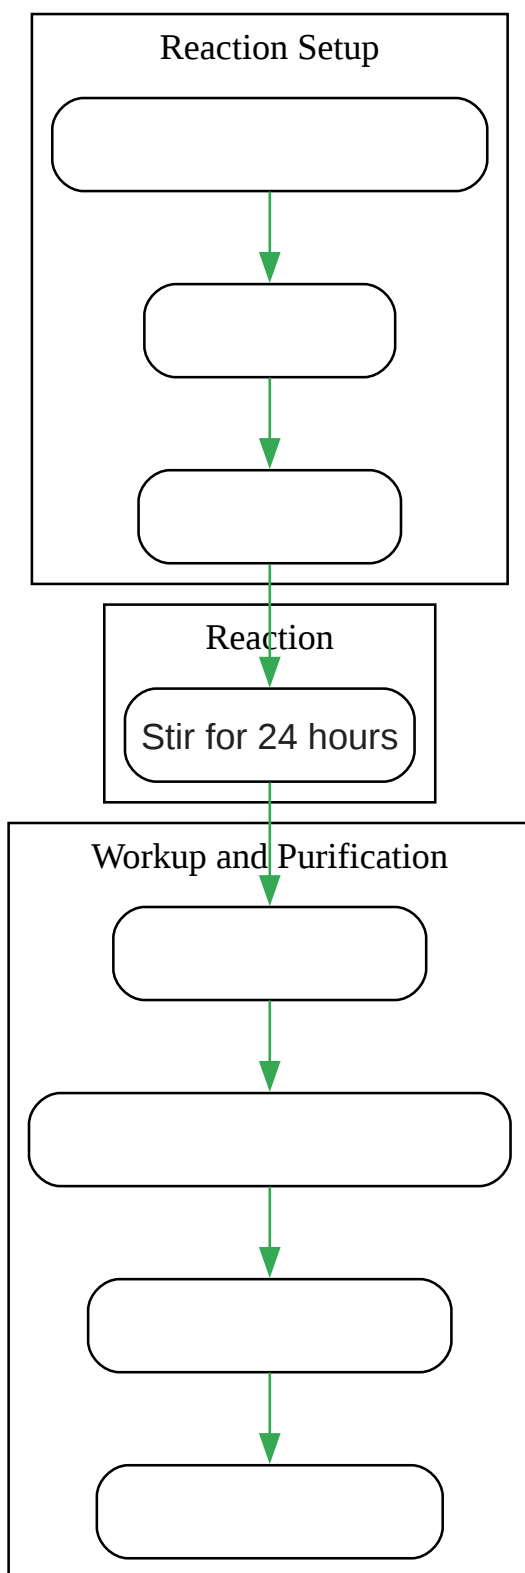 Reaction Setup
Reaction
Stir for 24 hours
Workup and Purification